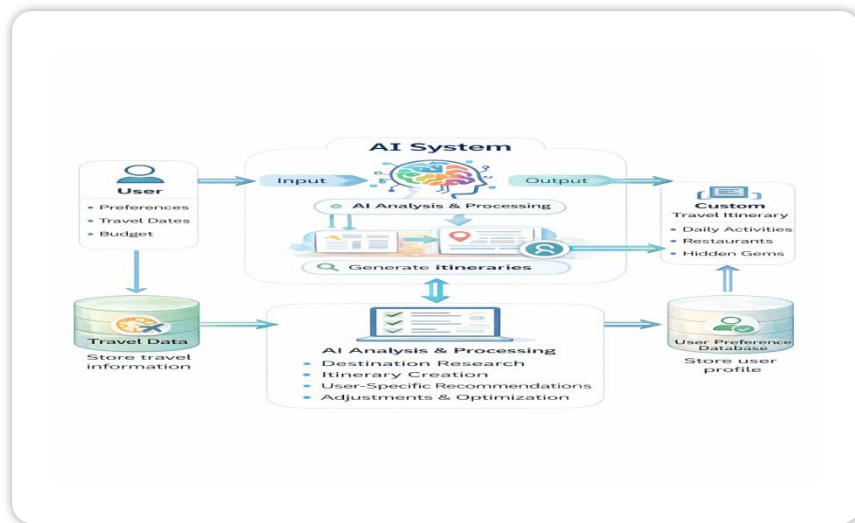 AI System
User
• Preferences
• Travel Dates
• Budget
Input
Output
AI Analysis & Processing
Generate itineraries
Custom
Travel Itinerary
• Daily Activities
• Restaurants
• Hidden Gems
Travel Data
Store travel
information
AI Analysis & Processing
• Destination Research
• Itinerary Creation
• User-Specific Recommendations
• Adjustments & Optimization
User Preference
Database
Store user
profile